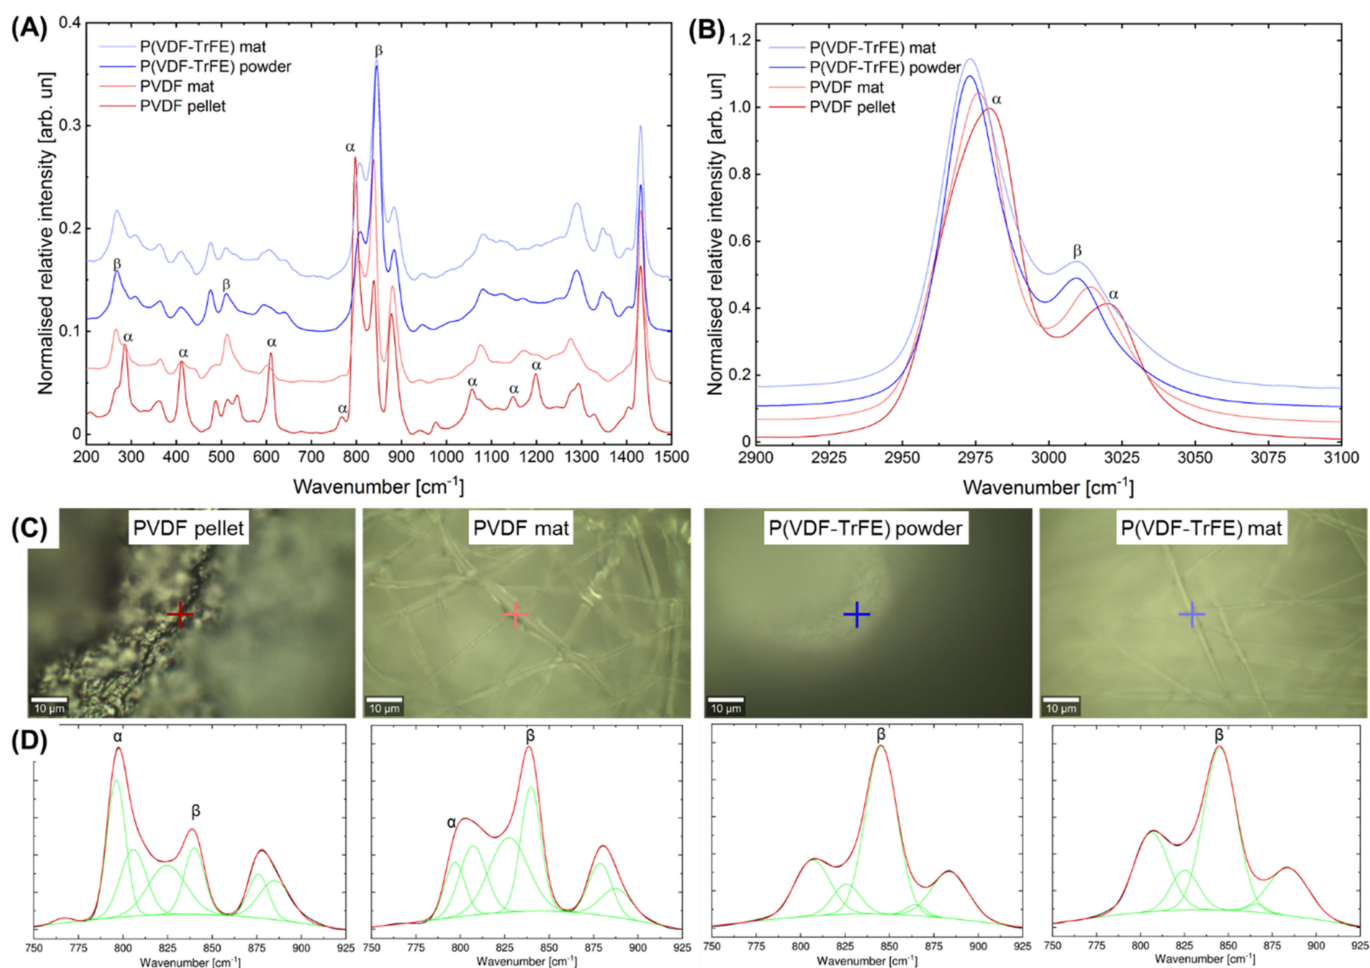 (A)
P(VDF-TrFE) mat
P(VDF-TrFE) powder
PVDF mat
PVDF pellet
Normalised relative intensity [arb. un]
0.4
0.3
0.2
0.1
0
β
α
β
β
α
α
α
α
α
α
α
200 300 400 500 600 700 800 900 1000 1100 1200 1300 1400 1500
Wavenumber [cm⁻¹]
(B)
P(VDF-TrFE) mat
P(VDF-TrFE) powder
PVDF mat
PVDF pellet
Normalised relative intensity [arb. un]
1.2
1.0
0.8
0.6
0.4
0.2
0
α
β
α
2900 2925 2950 2975 3000 3025 3050 3075 3100
Wavenumber [cm⁻¹]
(C)
PVDF pellet
10 µm
PVDF mat
10 µm
P(VDF-TrFE) powder
10 µm
P(VDF-TrFE) mat
10 µm
(D)
α
β
750 775 800 825 850 875 900 925
Wavenumber [cm⁻¹]
α
β
750 775 800 825 850 875 900 925
Wavenumber [cm⁻¹]
β
750 775 800 825 850 875 900 925
Wavenumber [cm⁻¹]
β
750 775 800 825 850 875 900 925
Wavenumber [cm⁻¹]